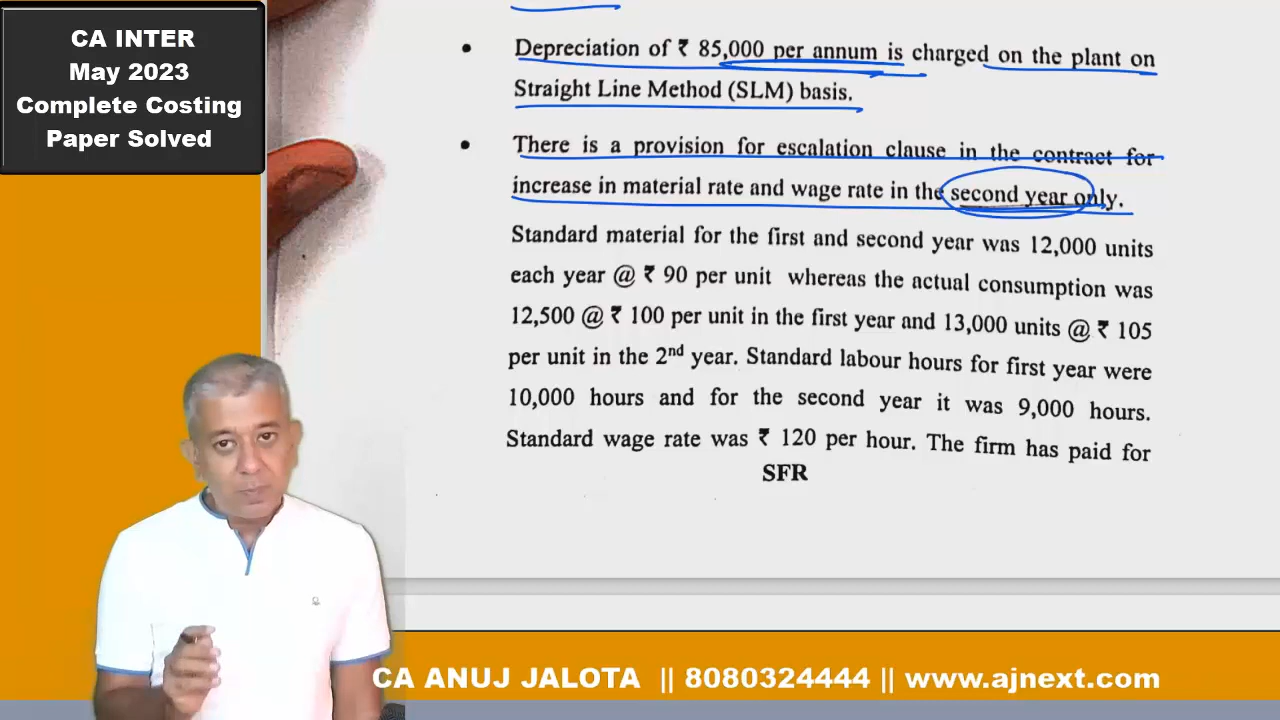 CA INTER
May 2023
Complete Costing
Paper Solved
• Depreciation of ₹ 85,000 per annum is charged on the plant on
Straight Line Method (SLM) basis.
• There is a provision for escalation clause in the contract for
increase in material rate and wage rate in the second year only.
Standard material for the first and second year was 12,000 units
each year @ ₹ 90 per unit whereas the actual consumption was
12,500 @ ₹ 100 per unit in the first year and 13,000 units @ ₹ 105
per unit in the 2nd year. Standard labour hours for first year were
10,000 hours and for the second year it was 9,000 hours.
Standard wage rate was ₹ 120 per hour. The firm has paid for
SFR
CA ANUJ JALOTA || 8080324444 || www.ajnext.com